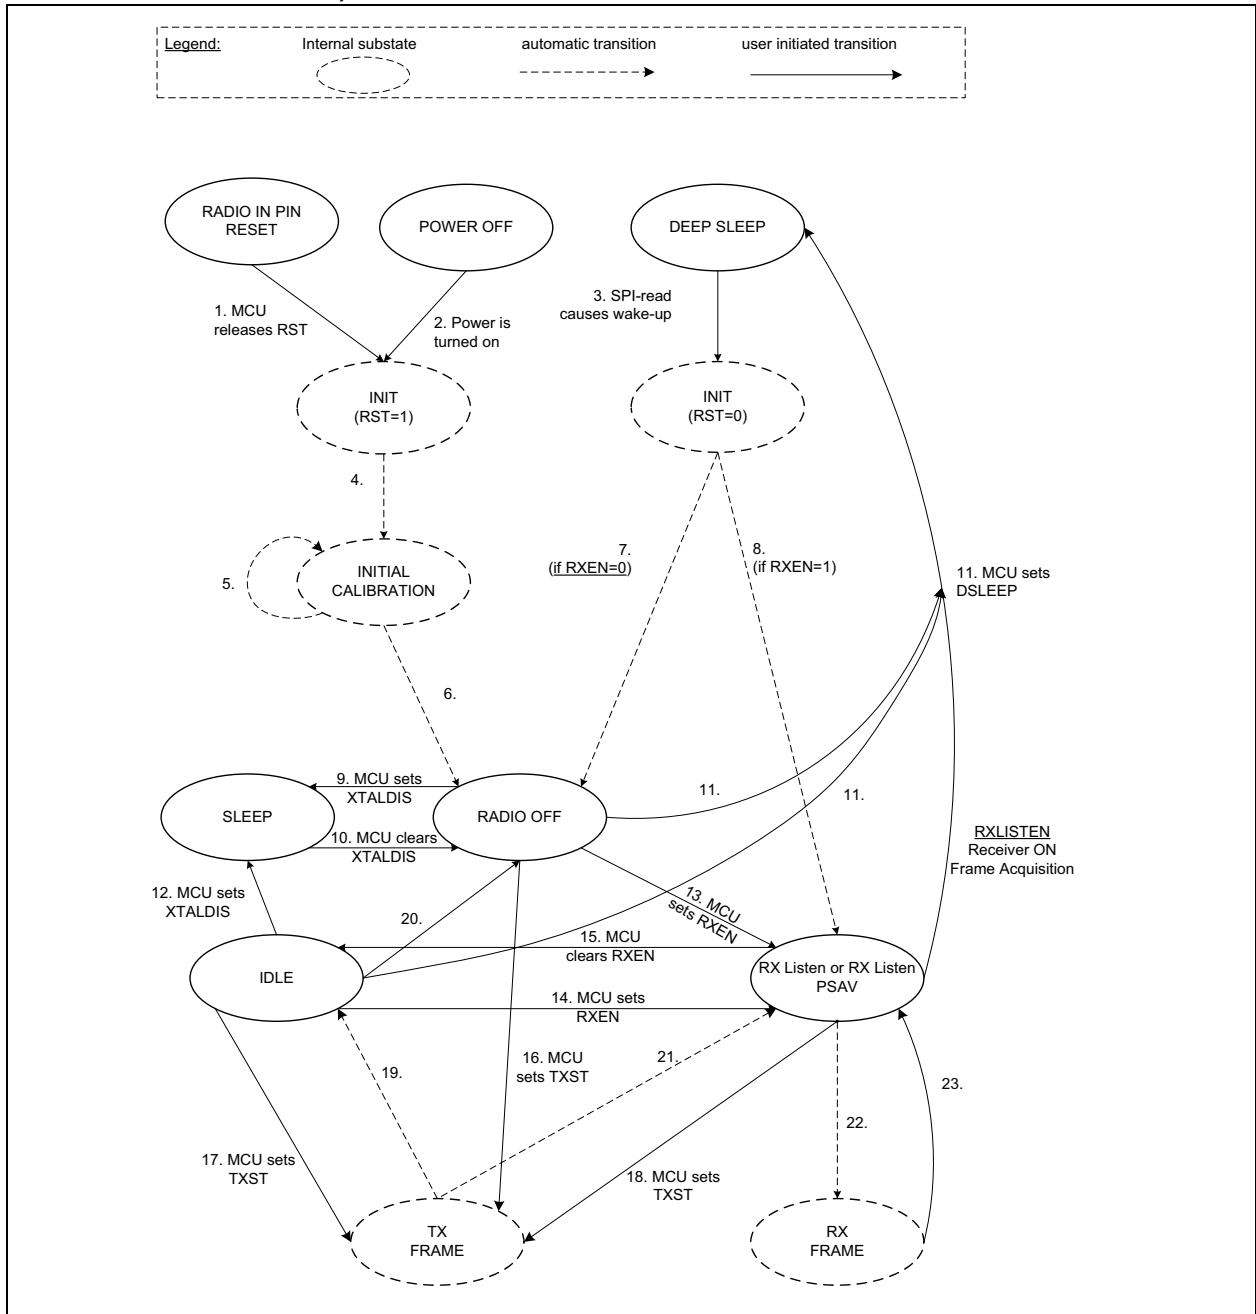 Legend:
Internal substate
automatic transition
user initiated transition
RADIO IN PIN
RESET
POWER OFF
DEEP SLEEP
1. MCU
releases RST
2. Power is
turned on
3. SPI-read
causes wake-up
INIT
(RST=1)
INIT
(RST=0)
4.
5.
INITIAL
CALIBRATION
7.
(if RXEN=0)
8.
(if RXEN=1)
11. MCU sets
DSLEEP
6.
9. MCU sets
XTALDIS
SLEEP
RADIO OFF
10. MCU clears
XTALDIS
11.
11.
RXLISTEN
Receiver ON
Frame Acquisition
12. MCU sets
XTALDIS
20.
13. MCU
sets RXEN
15. MCU
clears RXEN
IDLE
RX Listen or RX Listen
PSAV
14. MCU sets
RXEN
16. MCU
sets TXST
19.
21.
22.
23.
17. MCU sets
TXST
18. MCU sets
TXST
TX
FRAME
RX
FRAME